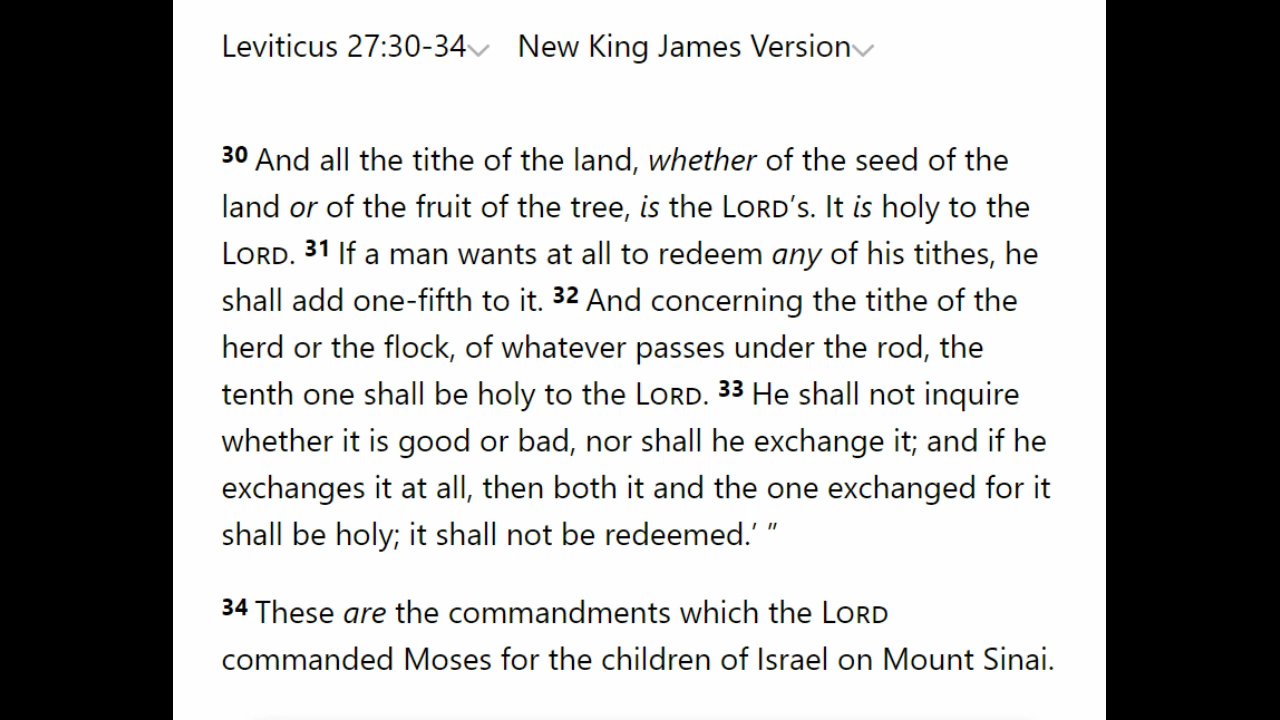 Leviticus 27:30-34 New King James Version
30 And all the tithe of the land, whether of the seed of the
land or of the fruit of the tree, is the LORD's. It is holy to the
LORD. 31 If a man wants at all to redeem any of his tithes, he
shall add one-fifth to it. 32 And concerning the tithe of the
herd or the flock, of whatever passes under the rod, the
tenth one shall be holy to the LORD. 33 He shall not inquire
whether it is good or bad, nor shall he exchange it; and if he
exchanges it at all, then both it and the one exchanged for it
shall be holy; it shall not be redeemed.’ ”
34 These are the commandments which the LORD
commanded Moses for the children of Israel on Mount Sinai.